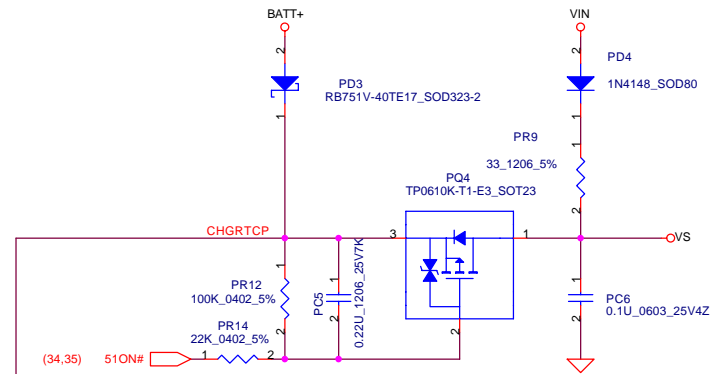 BATT+
VIN
2
PD3
RB751V-40TE17_SOD323-2
1
2
PD4
1N4148_SOD80
1
1
PR9
33_1206_5%
2
PQ4
TP0610K-T1-E3_SOT23
CHGRTCP
3
1
VS
2
1
PR12
100K_0402_5%
2
1
PC5
2
0.22U_1206_25V7K
1
PC6
0.1U_0603_25V4Z
2
PR14
22K_0402_5%
(34,35)
51ON#
1
2